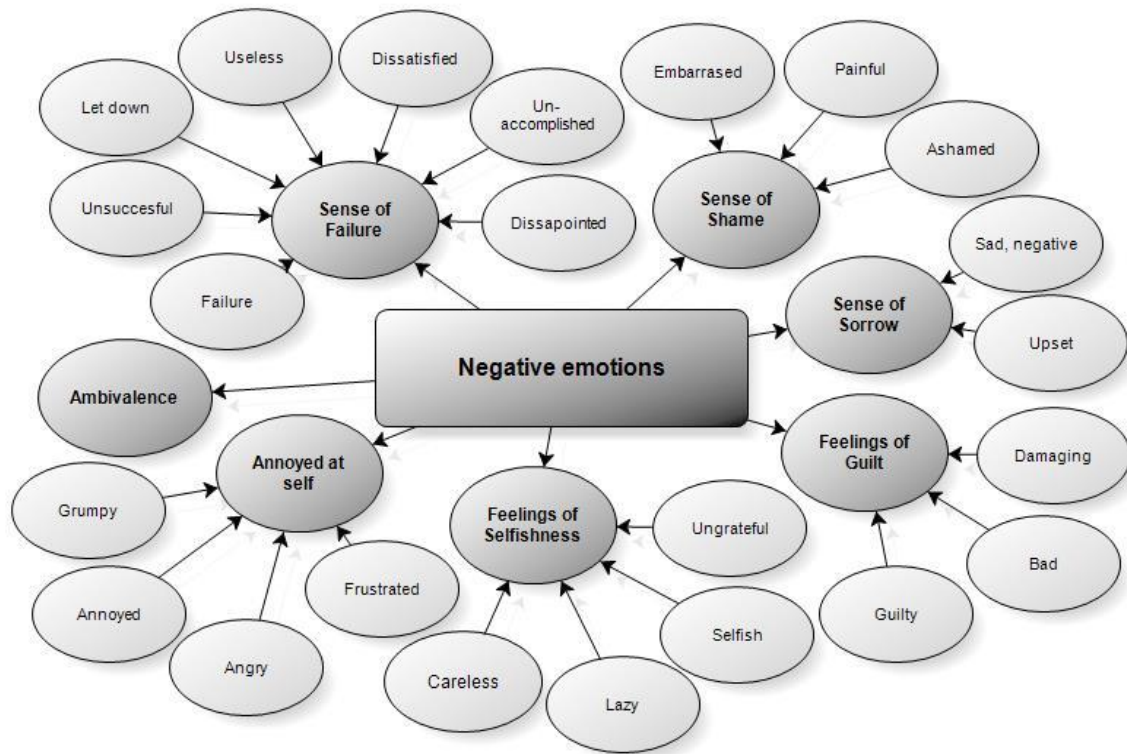 Useless
Dissatisfied
Let down
Un-
accomplished
Unsuccesful
Sense of
Failure
Dissapointed
Failure
Embarrased
Painful
Ashamed
Sense of
Shame
Sad, negative
Sense of
Sorrow
Upset
Negative emotions
Ambivalence
Annoyed at
self
Grumpy
Annoyed
Angry
Frustrated
Feelings of
Selfishness
Ungrateful
Selfish
Lazy
Careless
Feelings of
Guilt
Damaging
Bad
Guilty